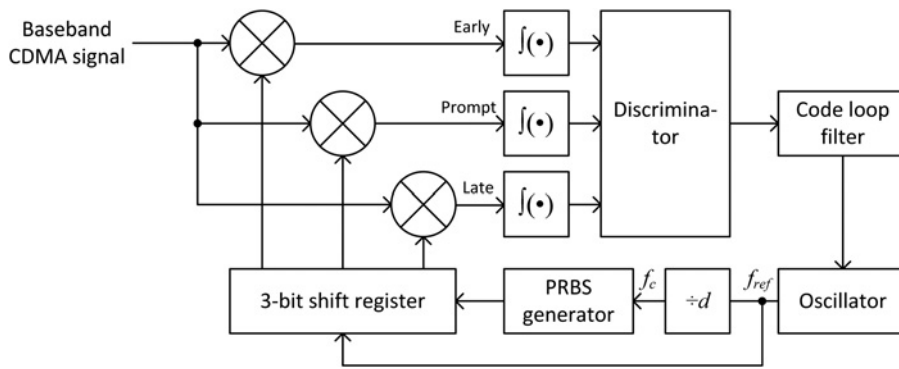 Baseband
CDMA signal
Early
∫(•)
Prompt
∫(•)
Late
∫(•)
Discrimina-
tor
Code loop
filter
3-bit shift register
PRBS
generator
f_c
÷d
f_ref
Oscillator